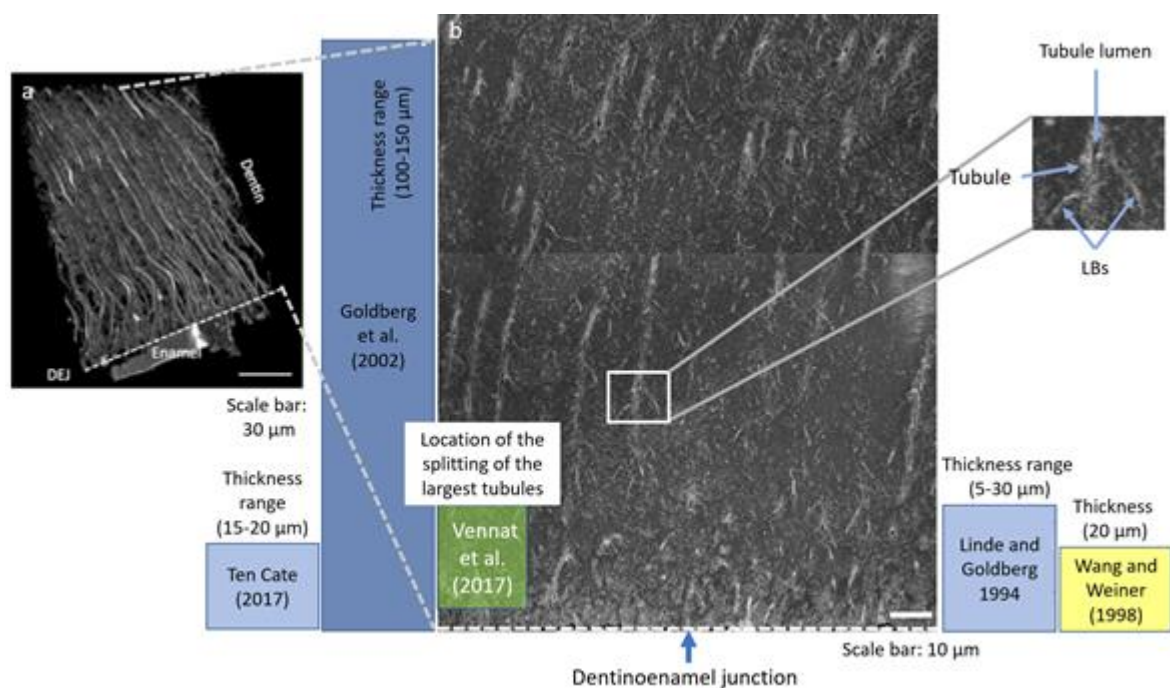 a
Dentin
Enamel
DEJ
Scale bar:
30 µm
Thickness
range
(15-20 µm)
Ten Cate
(2017)
Thickness range
(100-150 µm)
Goldberg
et al.
(2002)
b
Location of the
splitting of the
largest tubules
Vennat
et al.
(2017)
Tubule lumen
Tubule
LBs
Thickness range
(5-30 µm)
Linde and
Goldberg
1994
Thickness
(20 µm)
Wang and
Weiner
(1998)
Scale bar: 10 µm
Dentinoenamel junction